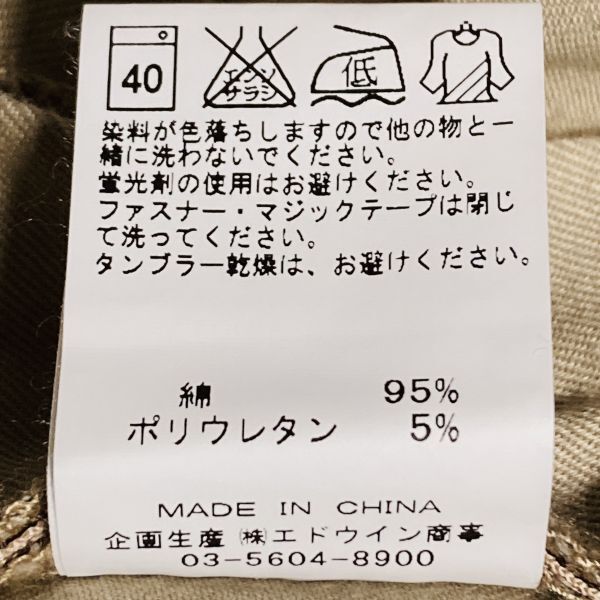 40 エンソ サラシ 低
染料が色落ちしますので他の物と一
緒に洗わないでください。
蛍光剤の使用はお避けください。
ファスナー・マジックテープは閉じ
て洗ってください。
タンブラー乾燥は、お避けください。
綿 95%
ポリウレタン 5%
MADE IN CHINA
企画生産 ㈱エドウイン商事
03-5604-8900